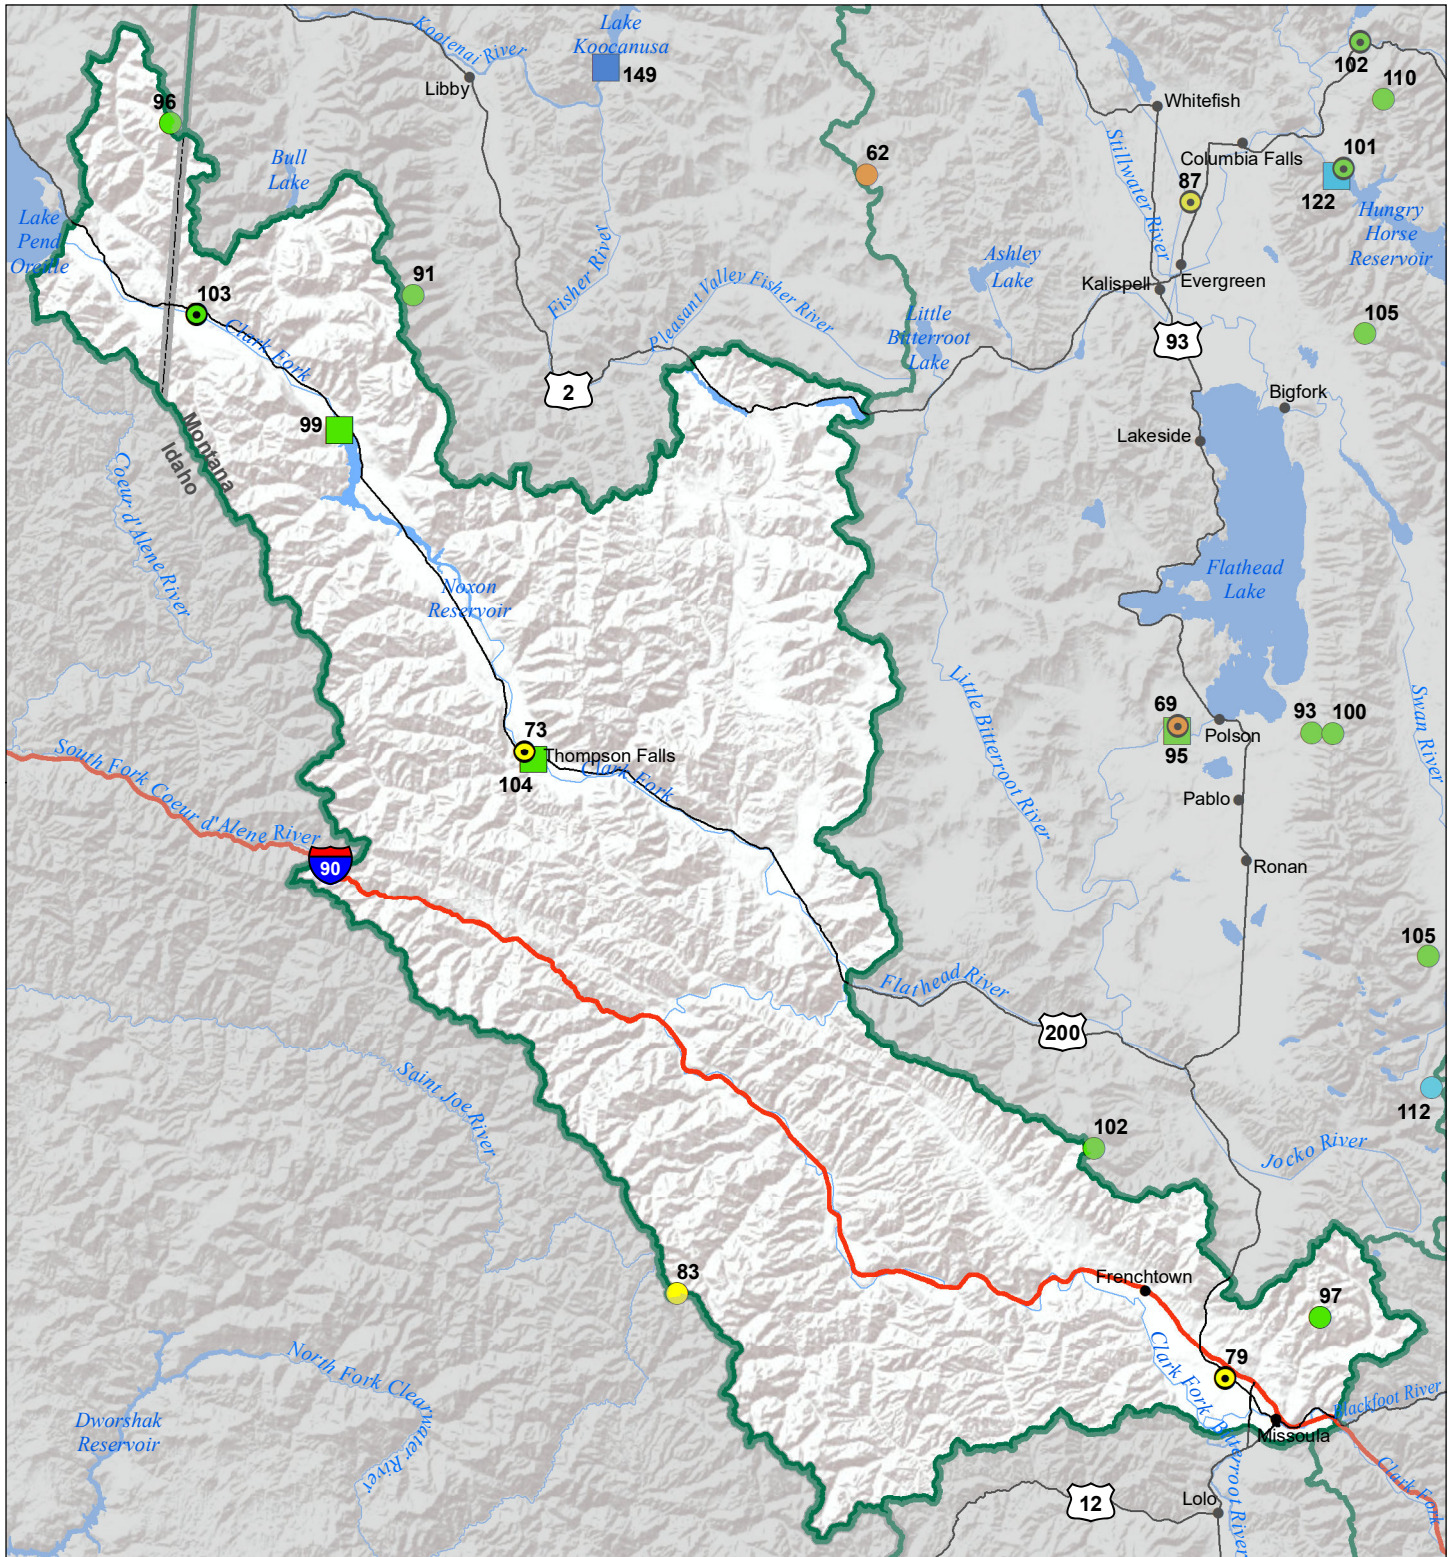 Kootenai River
Lake
Koocanusa
149
Libby
102
110
Whitefish
96
Stillwater River
Columbia Falls
101
62
87
122
Bull
Lake
Hungry
Horse
Reservoir
Lake
Pend
Oreille
Fisher River
Ashley
Lake
91
Kalispell
Evergreen
103
Pleasant Valley Fisher River
Little
Bitterroot
Lake
105
Clark Fork
93
2
Bigfork
99
Montana
Idaho
Lakeside
Coeur d'Alene River
Flathead
Lake
Noxon
Reservoir
Little Bitterroot River
Swan River
69
93
100
73
Polson
95
Thompson Falls
104
Clark Fork
South Fork Coeur d'Alene River
Pablo
90
Ronan
105
Flathead River
200
Saint Joe River
112
102
Jocko River
83
Frenchtown
97
79
Clark Fork
North Fork Clearwater River
Dworshak
Reservoir
Blackfoot River
Missoula
Bitterroot River
Clark Fork
12
Lolo